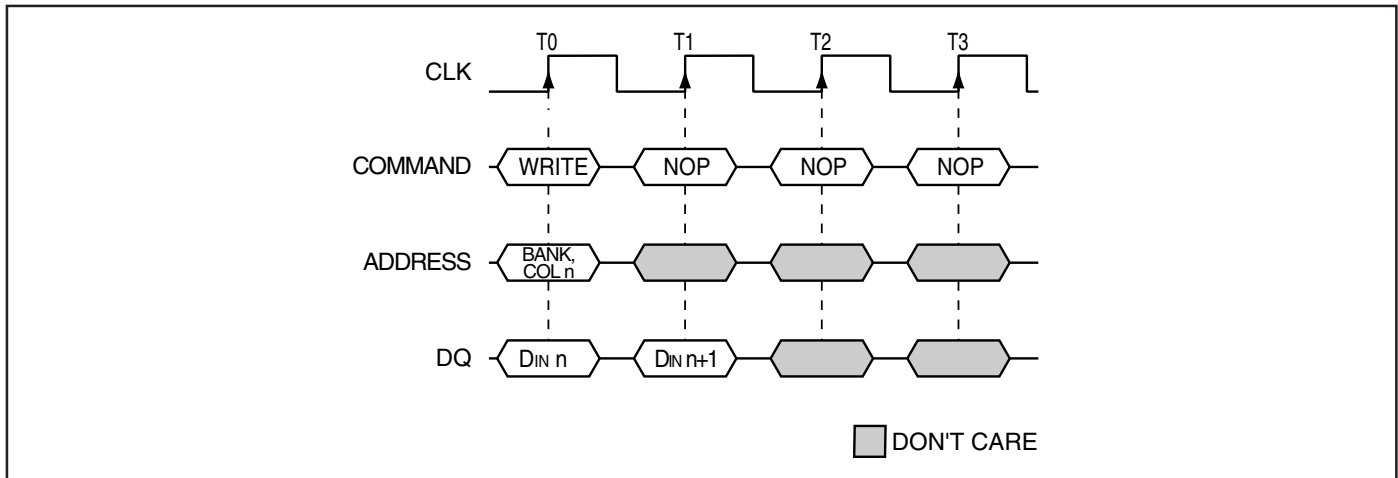 T0 T1 T2 T3
CLK
COMMAND WRITE NOP NOP NOP
ADDRESS BANK,
COL n
DQ DIN n DIN n+1
DON'T CARE